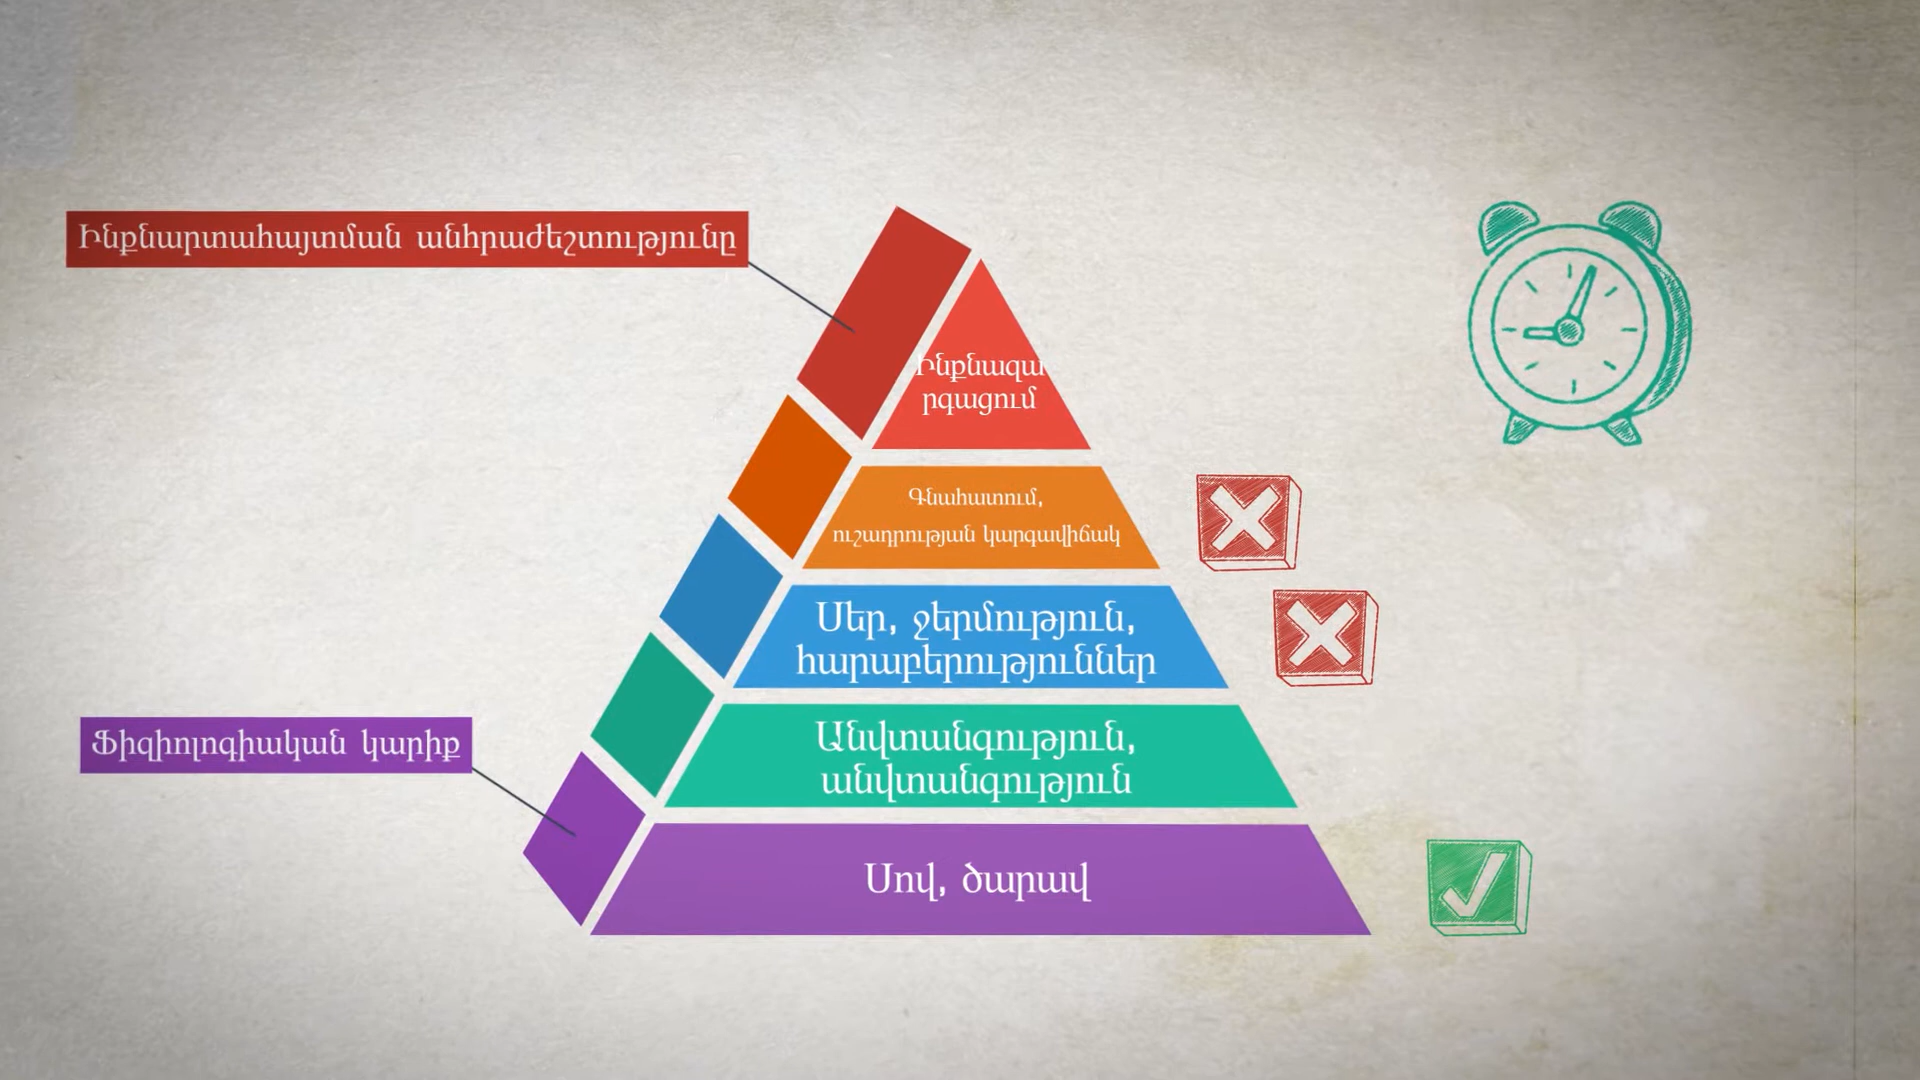 Ինքնարտահայտման անհրաժեշտությունը
Ինքնազա
րգացում
Գնահատում,
ուշադրության կարգավիճակ
Սեր, ջերմություն,
հարաբերություններ
Ֆիզիոլոգիական կարիք
Անվտանգություն,
անվտանգություն
Սով, ծարավ